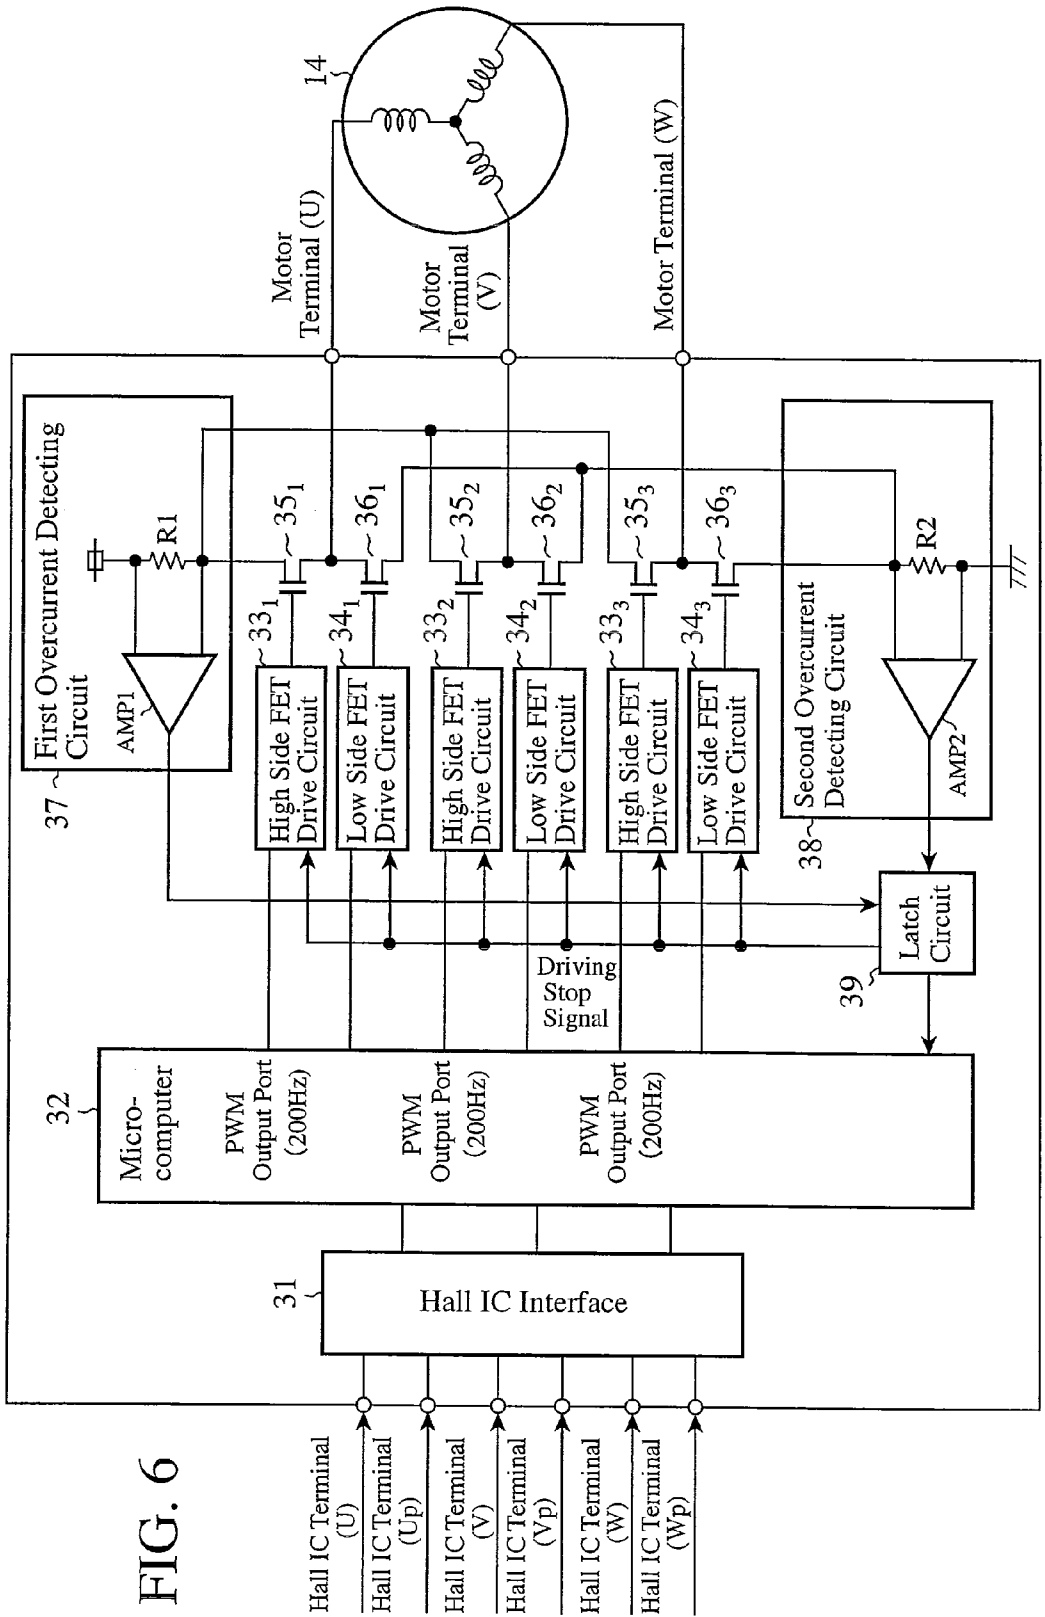 FIG. 6
Hall IC Terminal
(U)
Hall IC Terminal
(Up)
Hall IC Terminal
(V)
Hall IC Terminal
(Vp)
Hall IC Terminal
(W)
Hall IC Terminal
(Wp)
31
Hall IC Interface
32
Micro-
computer
PWM
Output Port
(200Hz)
PWM
Output Port
(200Hz)
PWM
Output Port
(200Hz)
Driving
Stop
Signal
39
Latch
Circuit
37
First Overcurrent Detecting
Circuit
AMP1
R1
33₁
High Side FET
Drive Circuit
34₁
Low Side FET
Drive Circuit
33₂
High Side FET
Drive Circuit
34₂
Low Side FET
Drive Circuit
33₃
High Side FET
Drive Circuit
34₃
Low Side FET
Drive Circuit
35₁
36₁
35₂
36₂
35₃
36₃
38
Second Overcurrent
Detecting Circuit
AMP2
R2
Motor
Terminal (U)
Motor
Terminal
(V)
Motor Terminal (W)
14